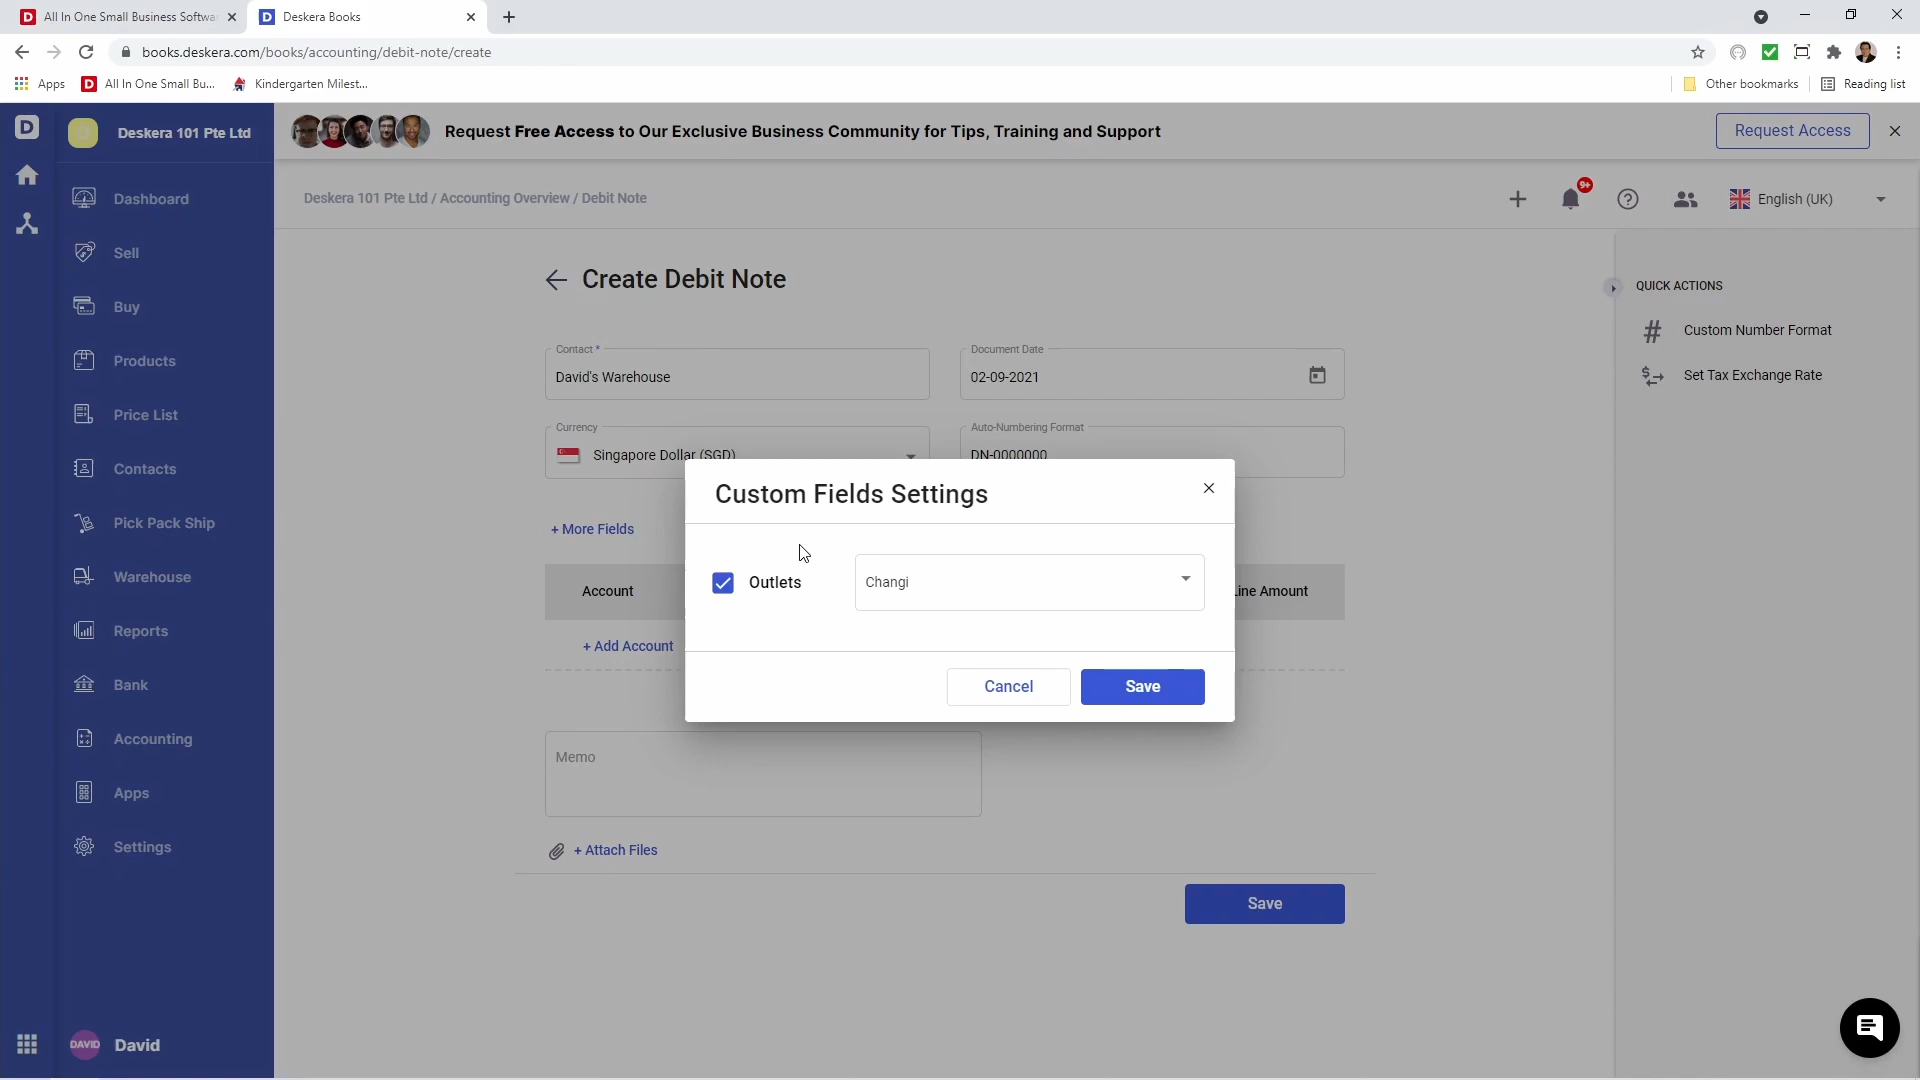 All In One Small Business Softwa
Deskera Books
books.deskera.com/books/accounting/debit-note/create
Apps
All In One Small Bu...
Kindergarten Milest...
Other bookmarks
Reading list
Deskera 101 Pte Ltd
Request Free Access to Our Exclusive Business Community for Tips, Training and Support
Request Access
Dashboard
Sell
Buy
Products
Price List
Contacts
Pick Pack Ship
Warehouse
Reports
Bank
Accounting
Apps
Settings
DAVID
David
Deskera 101 Pte Ltd / Accounting Overview / Debit Note
9+
English (UK)
Create Debit Note
Contact *
David's Warehouse
Document Date
02-09-2021
Currency
Singapore Dollar (SGD)
Auto-Numbering Format
DN-0000000
+ More Fields
Account
Line Amount
+ Add Account
Custom Fields Settings
Outlets
Changi
Cancel
Save
Memo
+ Attach Files
Save
QUICK ACTIONS
Custom Number Format
Set Tax Exchange Rate